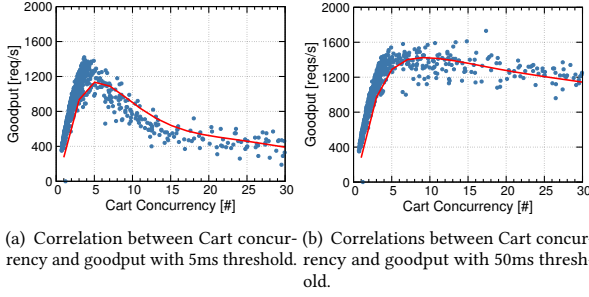 2000
1600
1200
800
400
0
Goodput [req/s]
(a)
0 5 10 15 20 25 30
Cart Concurrency [#]
2000
1600
1200
800
400
0
Goodput [reqs/s]
(b)
0 5 10 15 20 25 30
Cart Concurrency [#]
(a) Correlation between Cart concur-
rency and goodput with 5ms threshold.
(b) Correlations between Cart concur-
rency and goodput with 50ms thresh-
old.